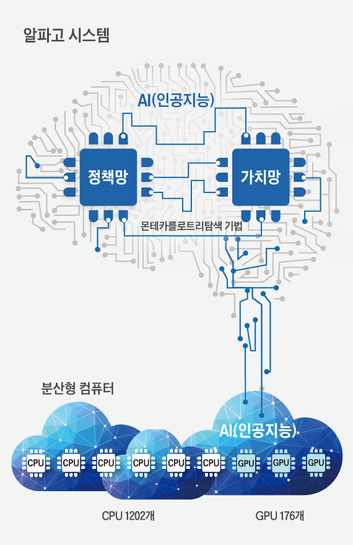 알파고 시스템
AI(인공지능)
정책망
가치망
몬테카를로트리탐색 기법
분산형 컴퓨터
AI(인공지능)
CPU CPU CPU CPU CPU CPU GPU GPU GPU
CPU 1202개
GPU 176개